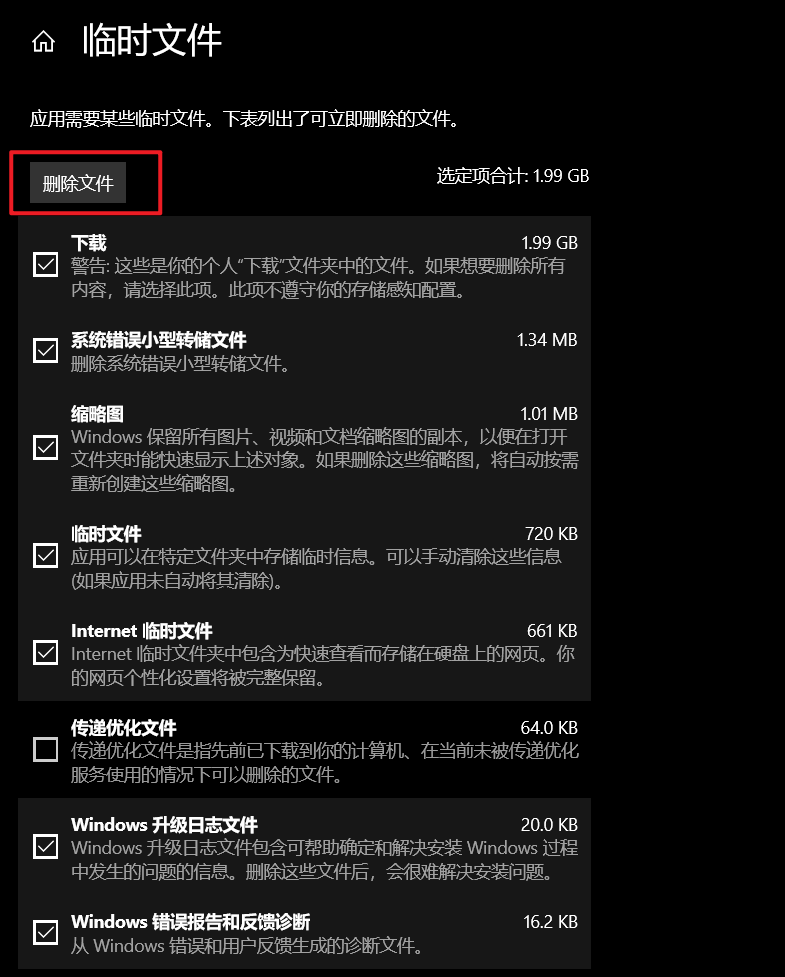 临时文件
应用需要某些临时文件。下表列出了可立即删除的文件。
删除文件
选定项合计: 1.99 GB
下载
1.99 GB
警告: 这些是你的个人“下载”文件夹中的文件。如果想要删除所有
内容，请选择此项。此项不遵守你的存储感知配置。
系统错误小型转储文件
1.34 MB
删除系统错误小型转储文件。
缩略图
1.01 MB
Windows 保留所有图片、视频和文档缩略图的副本，以便在打开
文件夹时能快速显示上述对象。如果删除这些缩略图，将自动按需
重新创建这些缩略图。
临时文件
720 KB
应用可以在特定文件夹中存储临时信息。可以手动清除这些信息
(如果应用未自动将其清除)。
Internet 临时文件
661 KB
Internet 临时文件夹中包含为快速查看而存储在硬盘上的网页。你
的网页个性化设置将被完整保留。
传递优化文件
64.0 KB
传递优化文件是指先前已下载到你的计算机、在当前未被传递优化
服务使用的情况下可以删除的文件。
Windows 升级日志文件
20.0 KB
Windows 升级日志文件包含可帮助确定和解决安装 Windows 过程
中发生的问题的信息。删除这些文件后，会很难解决安装问题。
Windows 错误报告和反馈诊断
16.2 KB
从 Windows 错误和用户反馈生成的诊断文件。